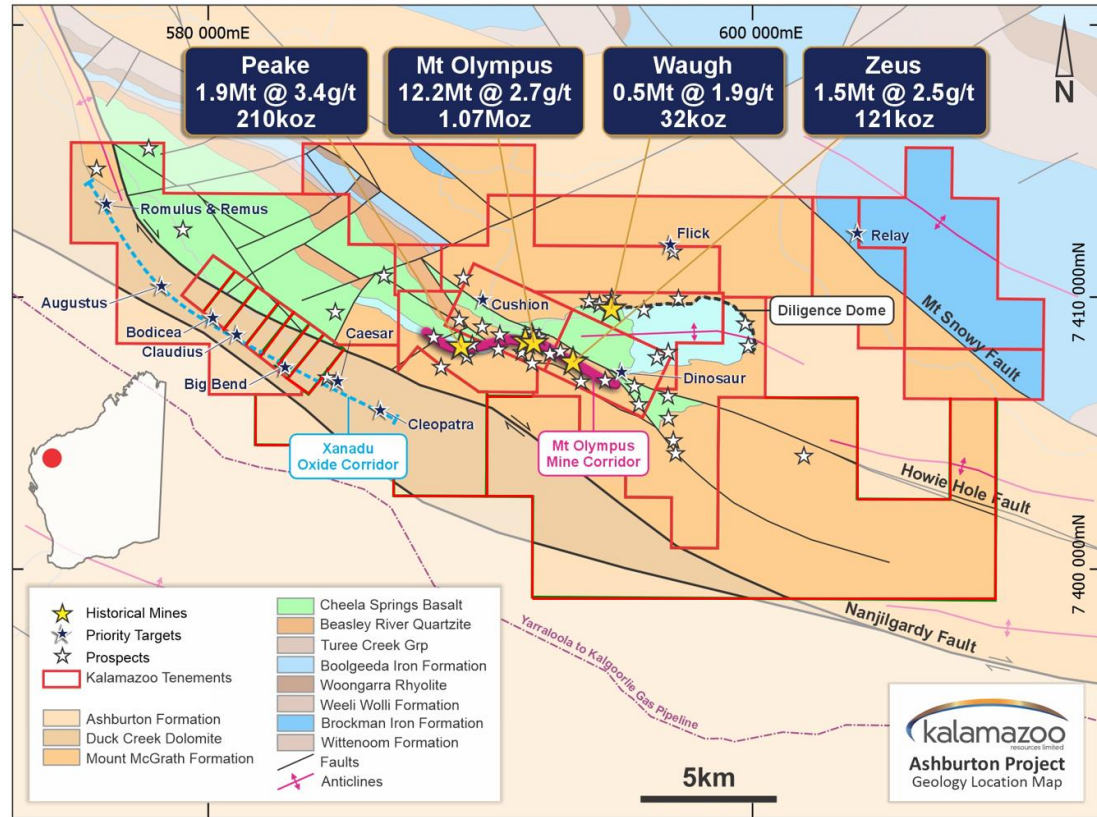 580 000mE
600 000mE
N
Peake
1.9Mt @ 3.4g/t
210koz
Mt Olympus
12.2Mt @ 2.7g/t
1.07Moz
Waugh
0.5Mt @ 1.9g/t
32koz
Zeus
1.5Mt @ 2.5g/t
121koz
Romulus & Remus
Flick
Relay
Augustus
Cushion
Diligence Dome
7 410 000mN
Bodicea
Claudius
Caesar
Mt Snowy Fault
Big Bend
Dinosaur
Cleopatra
Xanadu
Oxide Corridor
Mt Olympus
Mine Corridor
Howie Hole Fault
7 400 000mN
Nanjilgardy Fault
Yarraloola to Kalgoorlie Gas Pipeline
Historical Mines
Priority Targets
Prospects
Kalamazoo Tenements
Ashburton Formation
Duck Creek Dolomite
Mount McGrath Formation
Cheela Springs Basalt
Beasley River Quartzite
Turee Creek Grp
Boolgeeda Iron Formation
Woongarra Rhyolite
Weeli Wolli Formation
Brockman Iron Formation
Wittenoom Formation
Faults
Anticlines
5km
kalamazoo
resources limited
Ashburton Project
Geology Location Map